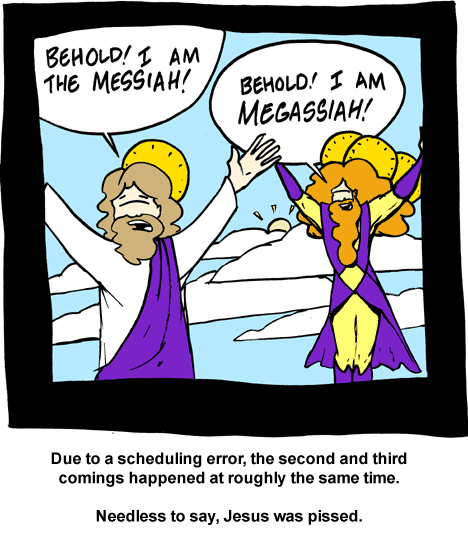 BEHOLD! I AM
THE MESSIAH!
BEHOLD! I AM
MEGASSIAH!
Due to a scheduling error, the second and third
comings happened at roughly the same time.
Needless to say, Jesus was pissed.